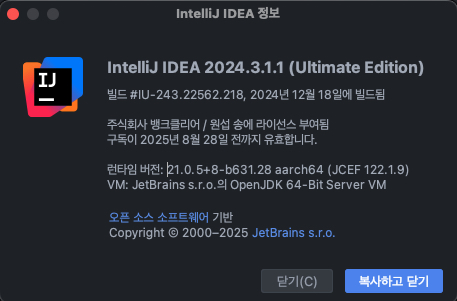 IntelliJ IDEA 정보
IJ
IntelliJ IDEA 2024.3.1.1 (Ultimate Edition)
빌드 #IU-243.22562.218, 2024년 12월 18일에 빌드됨
주식회사 뱅크클리어 / 원섭 송에 라이선스 부여됨
구독이 2025년 8월 28일 전까지 유효합니다.
런타임 버전: 21.0.5+8-b631.28 aarch64 (JCEF 122.1.9)
VM: JetBrains s.r.o.의 OpenJDK 64-Bit Server VM
오픈 소스 소프트웨어 기반
Copyright © 2000–2025 JetBrains s.r.o.
닫기(C) 복사하고 닫기